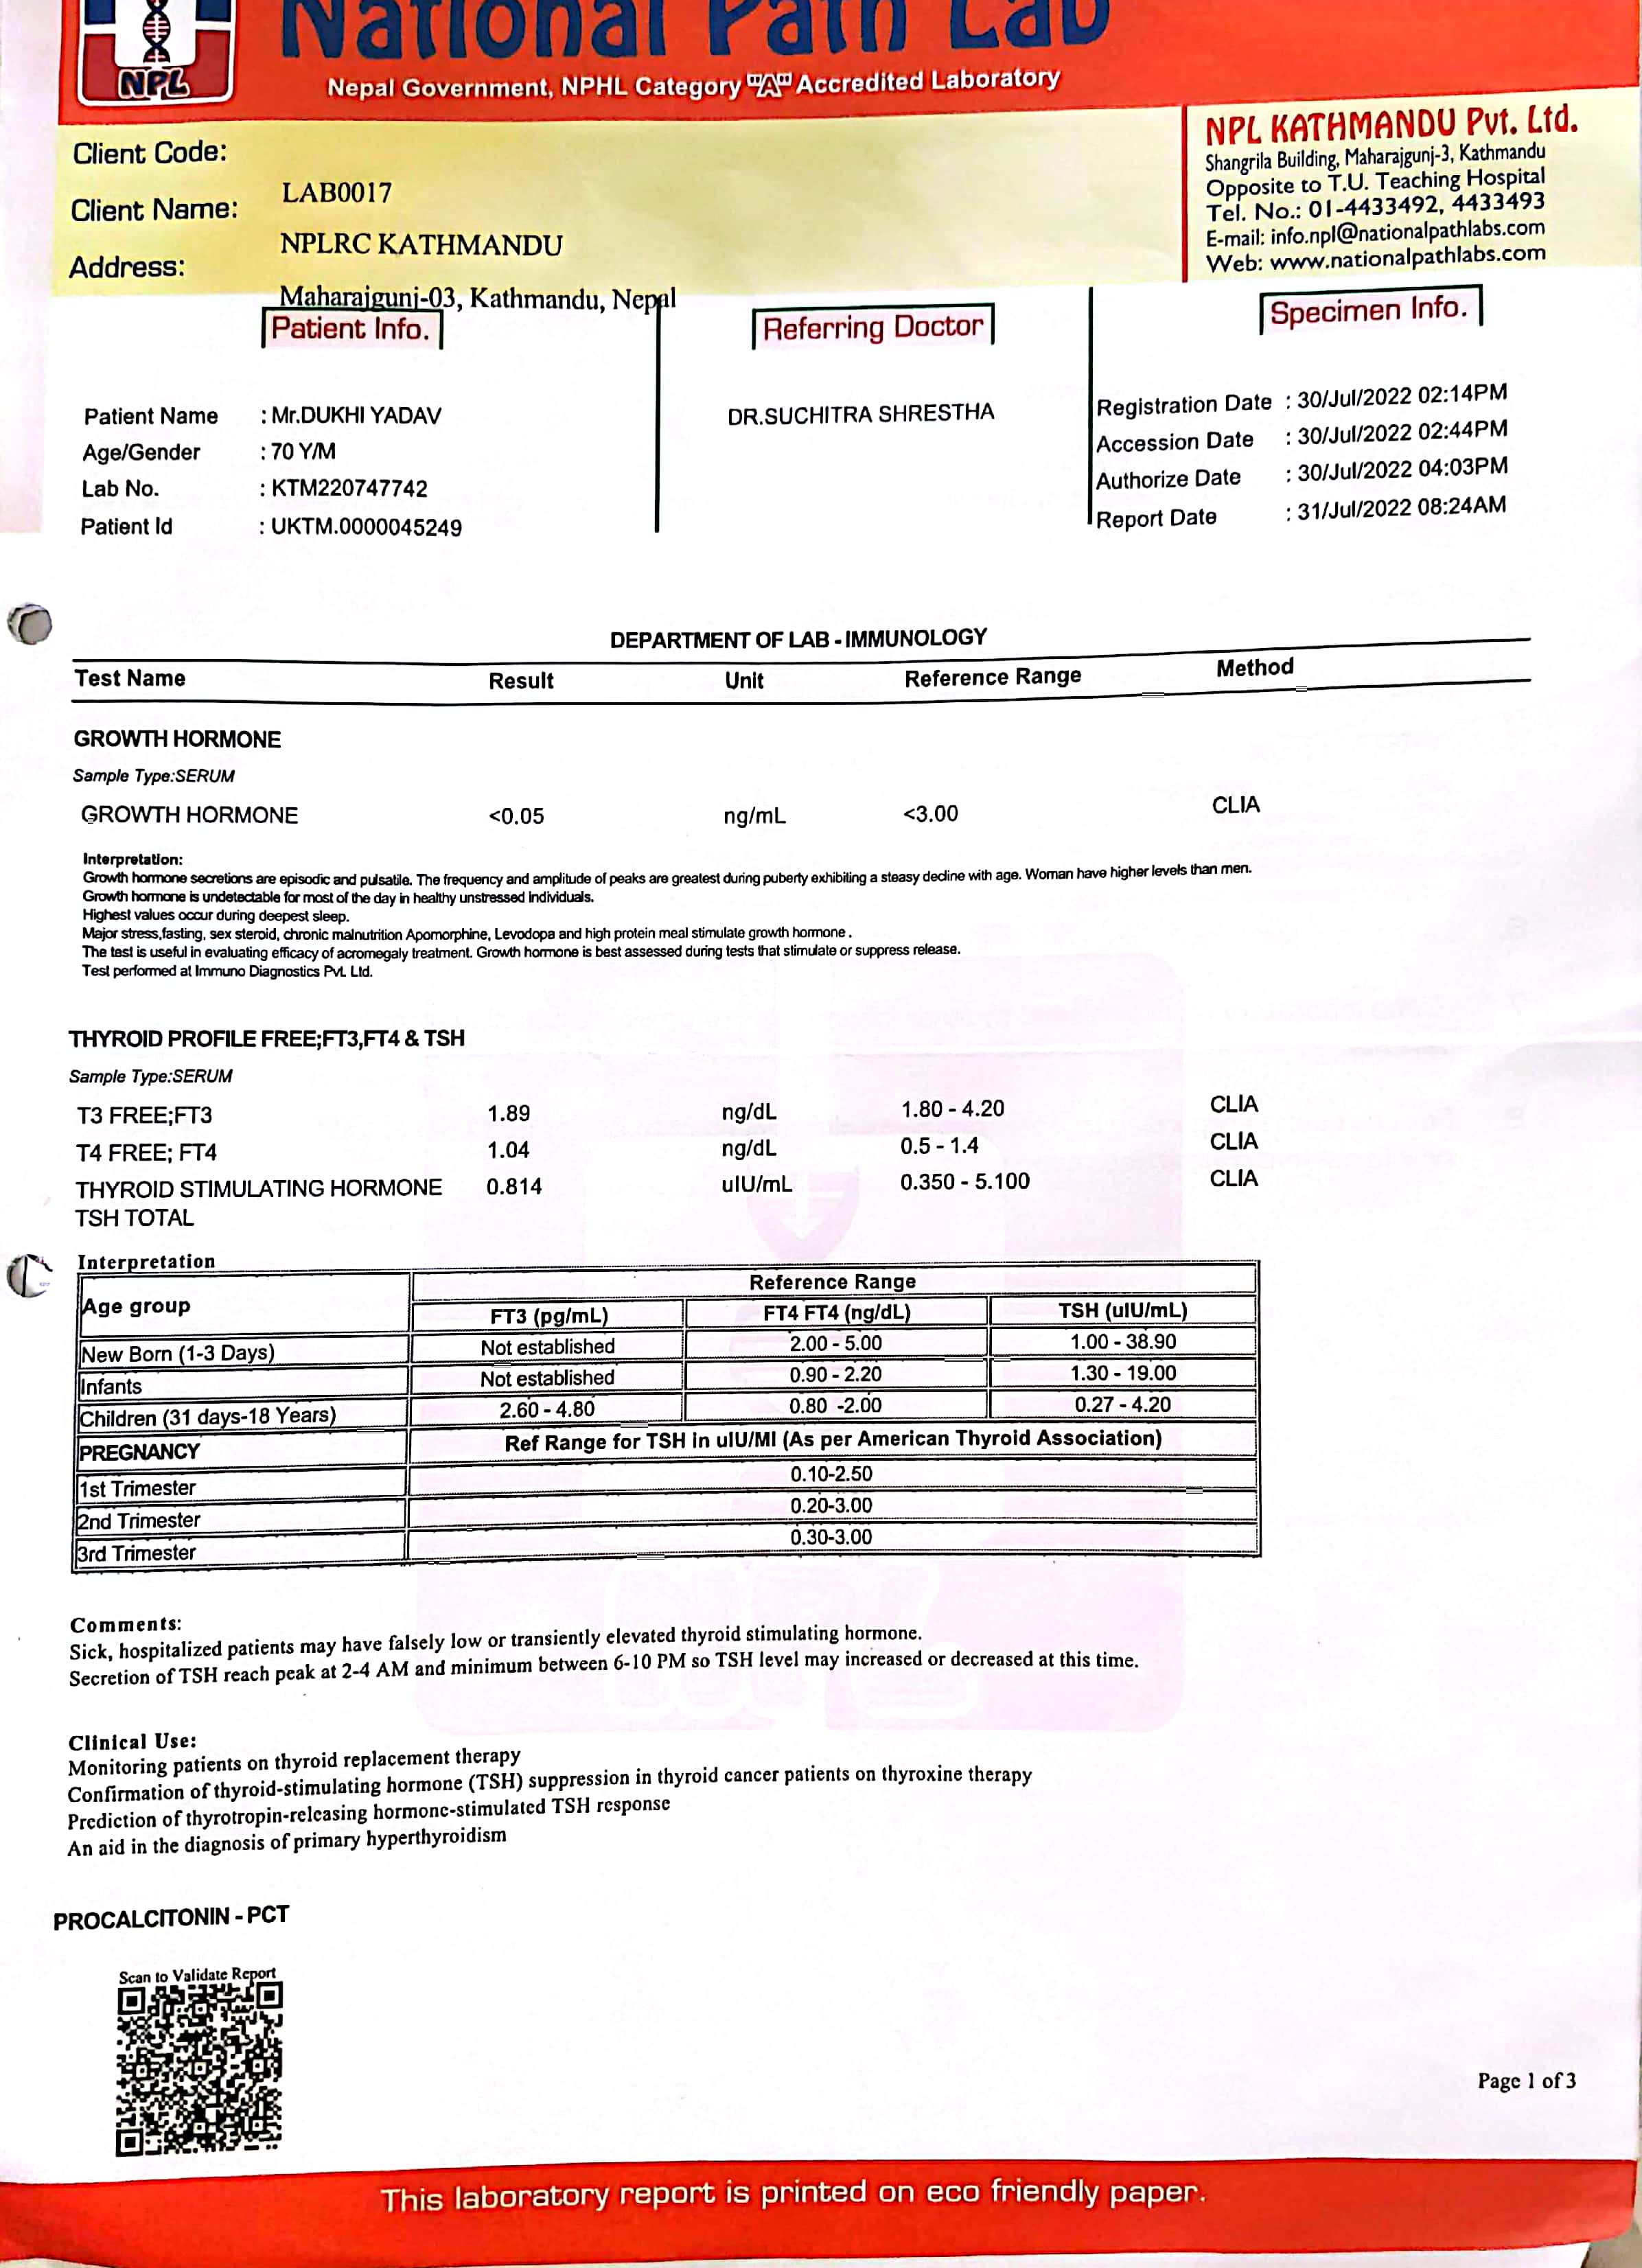 National Path Lab
NPL
Nepal Government, NPHL Category "A" Accredited Laboratory
NPL KATHMANDU Pvt. Ltd.
Shangrila Building, Maharajgunj-3, Kathmandu
Opposite to T.U. Teaching Hospital
Tel. No.: 01-4433492, 4433493
E-mail: info.npl@nationalpathlabs.com
Web: www.nationalpathlabs.com
Client Code:
LAB0017
Client Name:
NPLRC KATHMANDU
Address:
Maharajgunj-03, Kathmandu, Nepal
Patient Info.
Referring Doctor
Specimen Info.
Patient Name : Mr.DUKHI YADAV
Age/Gender : 70 Y/M
Lab No. : KTM220747742
Patient Id : UKTM.0000045249
DR.SUCHITRA SHRESTHA
Registration Date : 30/Jul/2022 02:14PM
Accession Date : 30/Jul/2022 02:44PM
Authorize Date : 30/Jul/2022 04:03PM
Report Date : 31/Jul/2022 08:24AM
DEPARTMENT OF LAB - IMMUNOLOGY
Test Name Result Unit Reference Range Method
GROWTH HORMONE
Sample Type:SERUM
GROWTH HORMONE <0.05 ng/mL <3.00 CLIA
Interpretation:
Growth hormone secretions are episodic and pulsatile. The frequency and amplitude of peaks are greatest during puberty exhibiting a steasy decline with age. Woman have higher levels than men.
Growth hormone is undetectable for most of the day in healthy unstressed individuals.
Highest values occur during deepest sleep.
Major stress,fasting, sex steroid, chronic malnutrition Apomorphine, Levodopa and high protein meal stimulate growth hormone .
The test is useful in evaluating efficacy of acromegaly treatment. Growth hormone is best assessed during tests that stimulate or suppress release.
Test performed at Immuno Diagnostics Pvt. Ltd.
THYROID PROFILE FREE;FT3,FT4 & TSH
Sample Type:SERUM
T3 FREE;FT3 1.89 ng/dL 1.80 - 4.20 CLIA
T4 FREE; FT4 1.04 ng/dL 0.5 - 1.4 CLIA
THYROID STIMULATING HORMONE 0.814 uIU/mL 0.350 - 5.100 CLIA
TSH TOTAL
Interpretation
Age group Reference Range
FT3 (pg/mL) FT4 FT4 (ng/dL) TSH (uIU/mL)
New Born (1-3 Days) Not established 2.00 - 5.00 1.00 - 38.90
Infants Not established 0.90 - 2.20 1.30 - 19.00
Children (31 days-18 Years) 2.60 - 4.80 0.80 -2.00 0.27 - 4.20
PREGNANCY Ref Range for TSH in uIU/Ml (As per American Thyroid Association)
1st Trimester 0.10-2.50
2nd Trimester 0.20-3.00
3rd Trimester 0.30-3.00
Comments:
Sick, hospitalized patients may have falsely low or transiently elevated thyroid stimulating hormone.
Secretion of TSH reach peak at 2-4 AM and minimum between 6-10 PM so TSH level may increased or decreased at this time.
Clinical Use:
Monitoring patients on thyroid replacement therapy
Confirmation of thyroid-stimulating hormone (TSH) suppression in thyroid cancer patients on thyroxine therapy
Prediction of thyrotropin-releasing hormone-stimulated TSH response
An aid in the diagnosis of primary hyperthyroidism
PROCALCITONIN - PCT
Scan to Validate Report
Page 1 of 3
This laboratory report is printed on eco friendly paper.